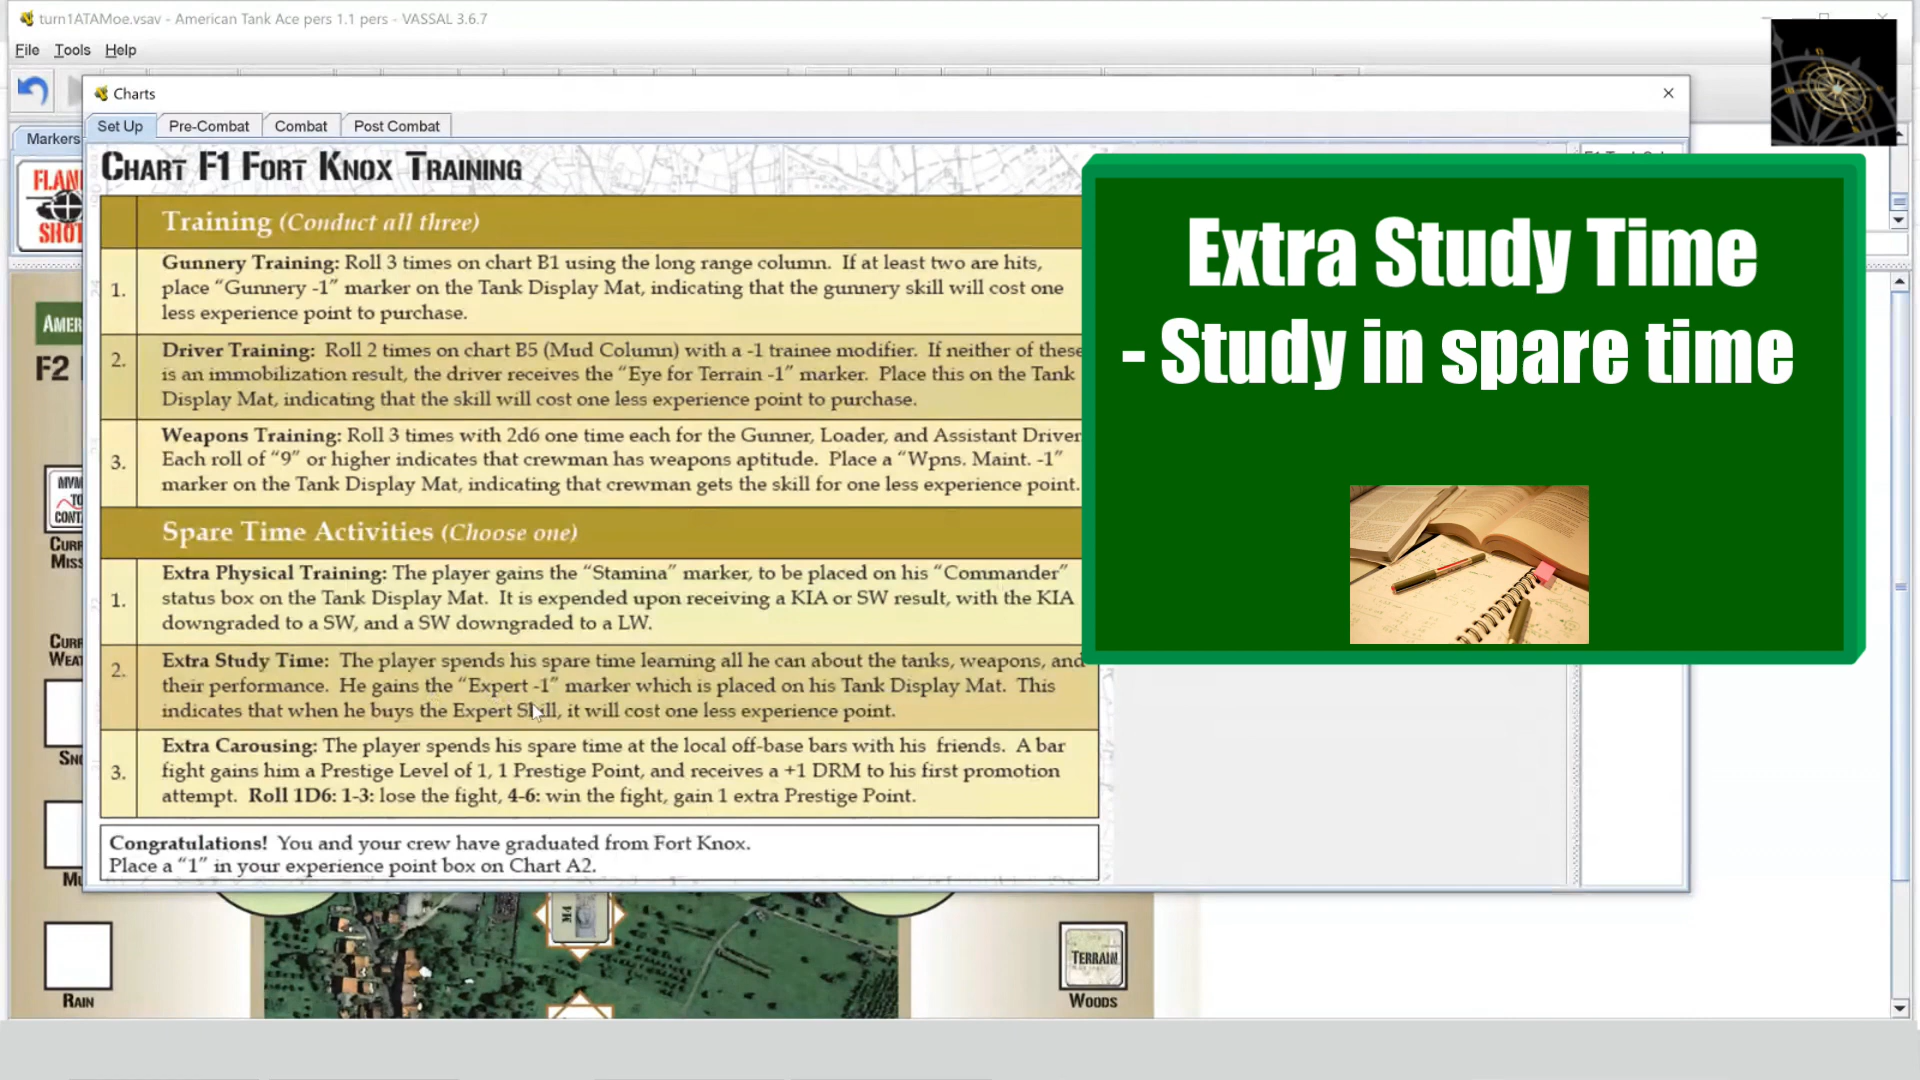 turn1ATAMoe.vsav - American Tank Ace pers 1.1 pers - VASSAL 3.6.7
File Tools Help
Charts
Set Up Pre-Combat Combat Post Combat
Markers
CHART F1 FORT KNOX TRAINING
Training (Conduct all three)
1. Gunnery Training: Roll 3 times on chart B1 using the long range column. If at least two are hits,
place “Gunnery -1” marker on the Tank Display Mat, indicating that the gunnery skill will cost one
less experience point to purchase.
2. Driver Training: Roll 2 times on chart B5 (Mud Column) with a -1 trainee modifier. If neither of these
is an immobilization result, the driver receives the “Eye for Terrain -1” marker. Place this on the Tank
Display Mat, indicating that the skill will cost one less experience point to purchase.
3. Weapons Training: Roll 3 times with 2d6 one time each for the Gunner, Loader, and Assistant Driver
Each roll of “9” or higher indicates that crewman has weapons aptitude. Place a “Wpns. Maint. -1”
marker on the Tank Display Mat, indicating that crewman gets the skill for one less experience point.
Spare Time Activities (Choose one)
1. Extra Physical Training: The player gains the “Stamina” marker, to be placed on his “Commander”
status box on the Tank Display Mat. It is expended upon receiving a KIA or SW result, with the KIA
downgraded to a SW, and a SW downgraded to a LW.
2. Extra Study Time: The player spends his spare time learning all he can about the tanks, weapons, and
their performance. He gains the “Expert -1” marker which is placed on his Tank Display Mat. This
indicates that when he buys the Expert Skill, it will cost one less experience point.
3. Extra Carousing: The player spends his spare time at the local off-base bars with his friends. A bar
fight gains him a Prestige Level of 1, 1 Prestige Point, and receives a +1 DRM to his first promotion
attempt. Roll 1D6: 1-3: lose the fight, 4-6: win the fight, gain 1 extra Prestige Point.
Congratulations! You and your crew have graduated from Fort Knox.
Place a “1” in your experience point box on Chart A2.
Extra Study Time
- Study in spare time
SHOT
F2
M4
RAIN
TERRAIN
WOODS